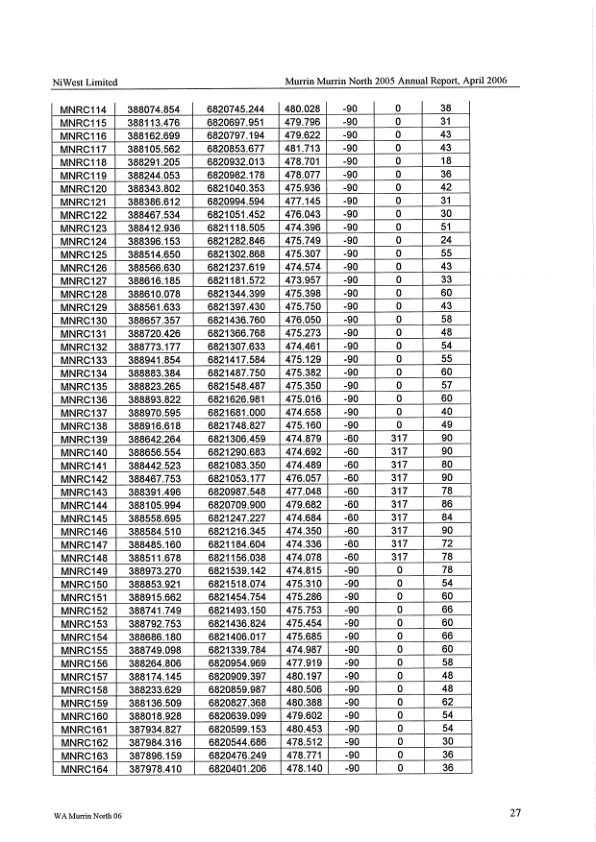 NiWest Limited Murrin Murrin North 2005 Annual Report, April 2006
MNRC114 388074.854 6820745.244 480.028 -90 0 38
MNRC115 388113.476 6820697.951 479.796 -90 0 31
MNRC116 388162.699 6820797.194 479.622 -90 0 43
MNRC117 388105.562 6820853.677 481.713 -90 0 43
MNRC118 388291.205 6820932.013 478.701 -90 0 18
MNRC119 388244.053 6820982.178 478.077 -90 0 36
MNRC120 388343.802 6821040.353 475.936 -90 0 42
MNRC121 388386.612 6820994.594 477.145 -90 0 31
MNRC122 388467.534 6821051.452 476.043 -90 0 30
MNRC123 388412.936 6821118.505 474.396 -90 0 51
MNRC124 388396.153 6821282.846 475.749 -90 0 24
MNRC125 388514.650 6821302.868 475.307 -90 0 55
MNRC126 388566.630 6821237.619 474.574 -90 0 43
MNRC127 388616.185 6821181.572 473.957 -90 0 33
MNRC128 388610.078 6821344.399 475.398 -90 0 60
MNRC129 388561.633 6821397.430 475.750 -90 0 43
MNRC130 388657.357 6821436.760 476.050 -90 0 58
MNRC131 388720.426 6821366.768 475.273 -90 0 48
MNRC132 388773.177 6821307.633 474.461 -90 0 54
MNRC133 388941.854 6821417.584 475.129 -90 0 55
MNRC134 388883.384 6821487.750 475.382 -90 0 60
MNRC135 388823.265 6821548.487 475.350 -90 0 57
MNRC136 388893.822 6821626.981 475.016 -90 0 60
MNRC137 388970.595 6821681.000 474.658 -90 0 40
MNRC138 388916.618 6821748.827 475.160 -90 0 49
MNRC139 388642.264 6821306.459 474.879 -60 317 90
MNRC140 388656.554 6821290.683 474.692 -60 317 90
MNRC141 388442.523 6821083.350 474.489 -60 317 80
MNRC142 388467.753 6821053.177 476.057 -60 317 90
MNRC143 388391.496 6820987.548 477.048 -60 317 78
MNRC144 388105.994 6820709.900 479.682 -60 317 86
MNRC145 388558.695 6821247.227 474.684 -60 317 84
MNRC146 388584.510 6821216.345 474.350 -60 317 90
MNRC147 388485.160 6821184.604 474.336 -60 317 72
MNRC148 388511.678 6821156.038 474.078 -60 317 78
MNRC149 388973.270 6821539.142 474.815 -90 0 78
MNRC150 388853.921 6821518.074 475.310 -90 0 54
MNRC151 388915.662 6821454.754 475.286 -90 0 60
MNRC152 388741.749 6821493.150 475.753 -90 0 66
MNRC153 388792.753 6821436.824 475.454 -90 0 60
MNRC154 388686.180 6821406.017 475.685 -90 0 66
MNRC155 388749.098 6821339.784 474.987 -90 0 60
MNRC156 388264.806 6820954.969 477.919 -90 0 58
MNRC157 388174.145 6820909.397 480.197 -90 0 48
MNRC158 388233.629 6820859.987 480.506 -90 0 48
MNRC159 388136.509 6820827.368 480.388 -90 0 62
MNRC160 388018.928 6820639.099 479.602 -90 0 54
MNRC161 387934.827 6820599.153 480.453 -90 0 54
MNRC162 387984.316 6820544.686 478.512 -90 0 30
MNRC163 387896.159 6820476.249 478.771 -90 0 36
MNRC164 387978.410 6820401.206 478.140 -90 0 36
WA Murrin North 06 27